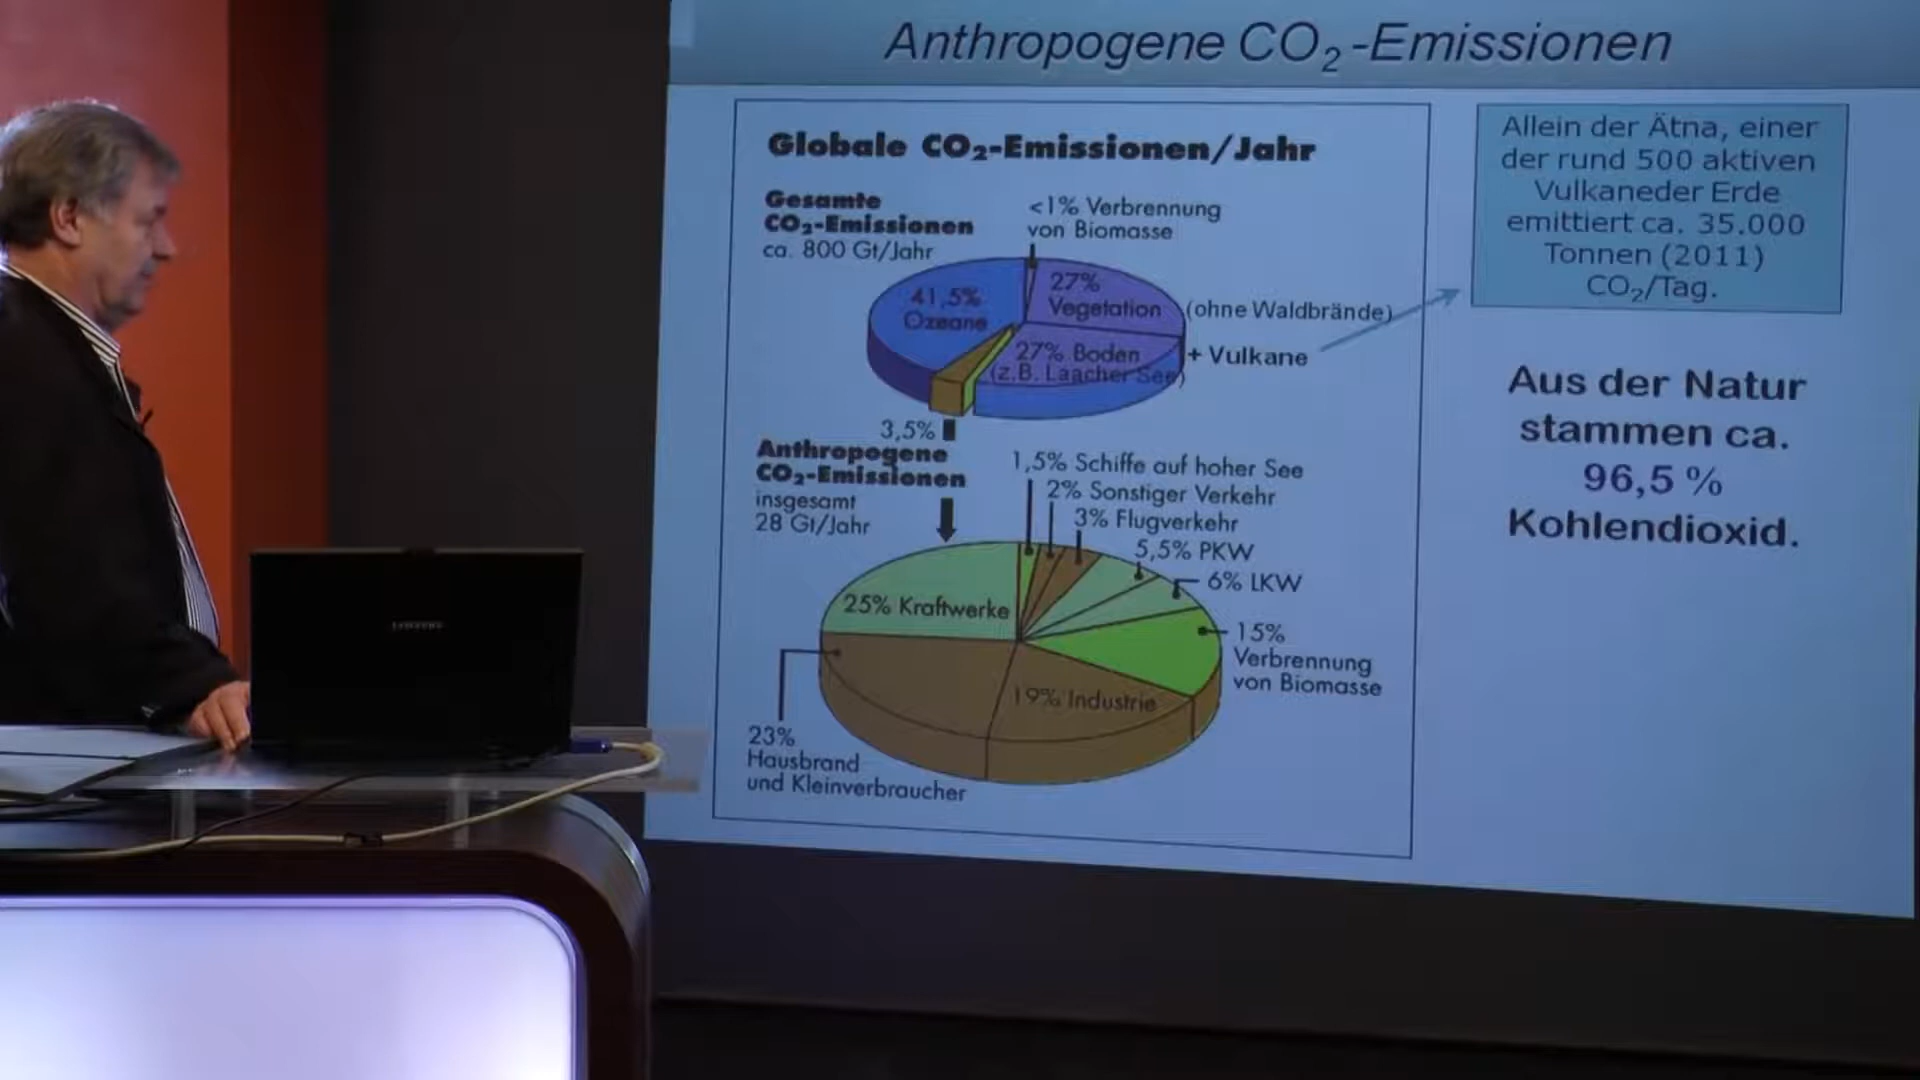 Anthropogene CO₂-Emissionen
Globale CO₂-Emissionen/Jahr
Gesamte
CO₂-Emissionen
ca. 800 Gt/Jahr
<1% Verbrennung
von Biomasse
41,5%
Ozeane
27%
Vegetation
(ohne Waldbrände)
27% Boden
(z.B. Laacher See)
+ Vulkane
3,5%
Anthropogene
CO₂-Emissionen
insgesamt
28 Gt/Jahr
1,5% Schiffe auf hoher See
2% Sonstiger Verkehr
3% Flugverkehr
5,5% PKW
6% LKW
25% Kraftwerke
15%
Verbrennung
von Biomasse
19% Industrie
23%
Hausbrand
und Kleinverbraucher
Allein der Ätna, einer
der rund 500 aktiven
Vulkaneder Erde
emittiert ca. 35.000
Tonnen (2011)
CO₂/Tag.
Aus der Natur
stammen ca.
96,5 %
Kohlendioxid.
SAMSUNG